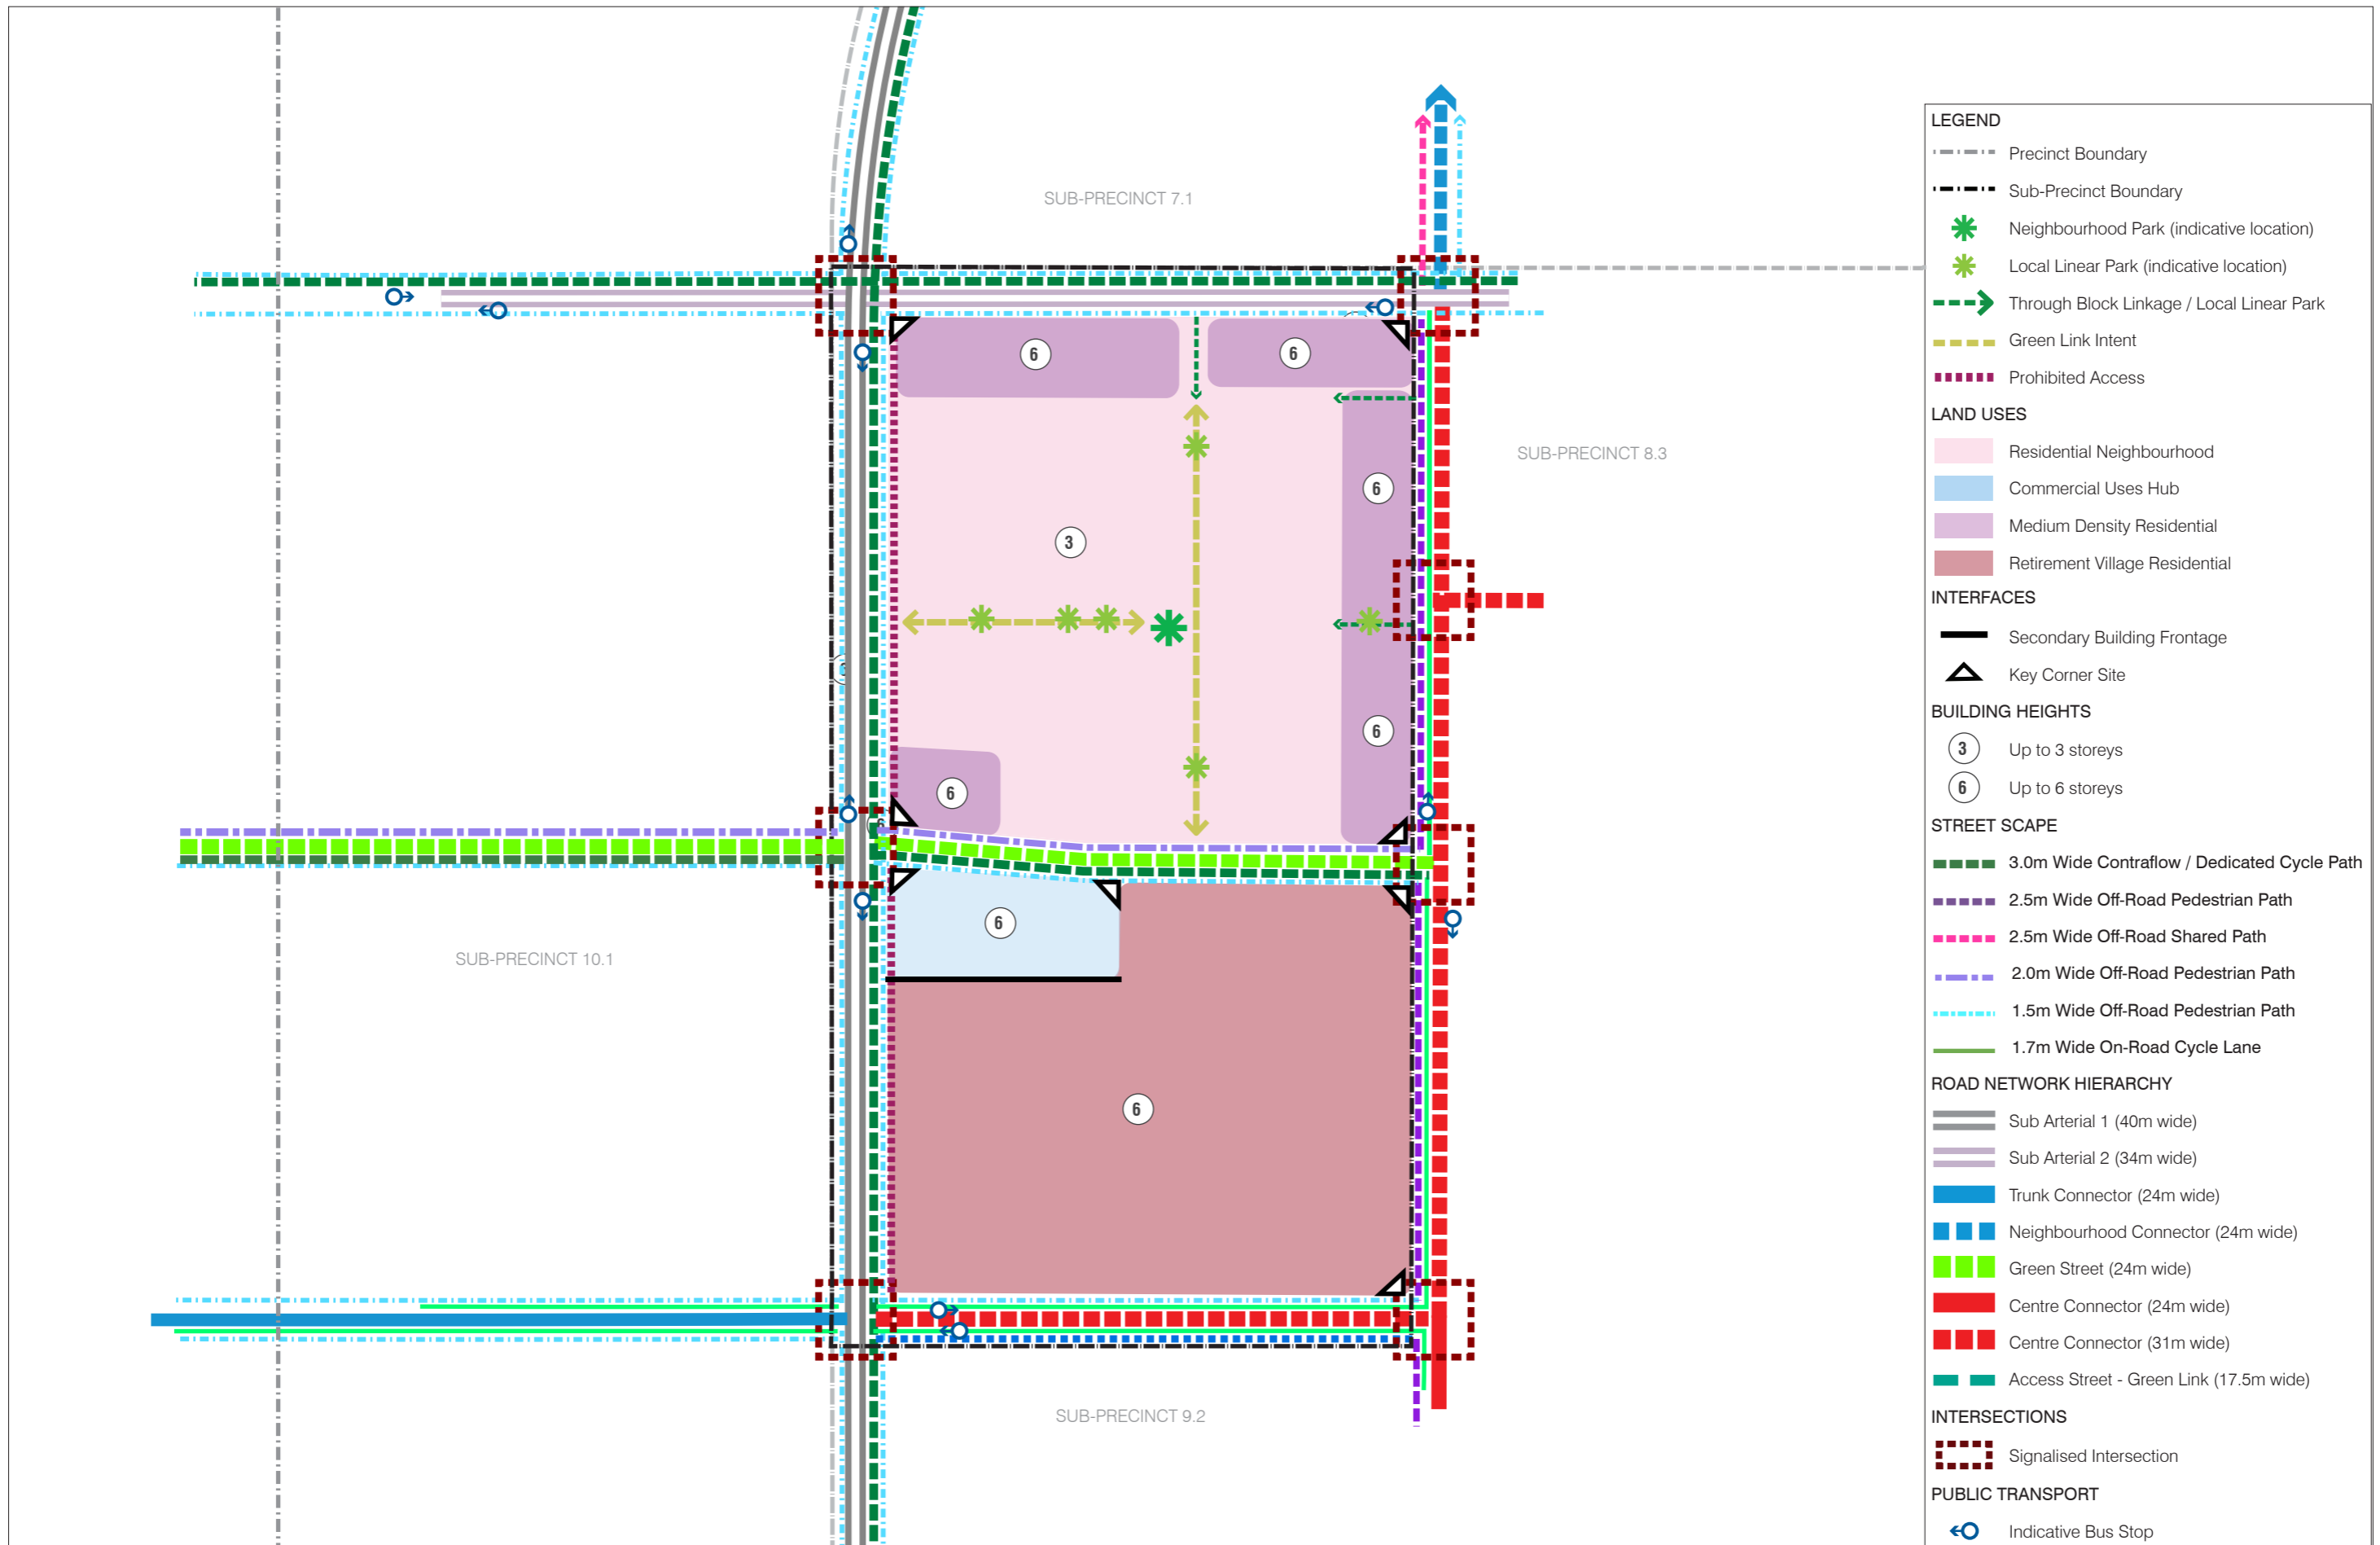 SUB-PRECINCT 7.1
6
6
SUB-PRECINCT 8.3
6
3
6
6
6
SUB-PRECINCT 10.1
6
SUB-PRECINCT 9.2
LEGEND
Precinct Boundary
Sub-Precinct Boundary
Neighbourhood Park (indicative location)
Local Linear Park (indicative location)
Through Block Linkage / Local Linear Park
Green Link Intent
Prohibited Access
LAND USES
Residential Neighbourhood
Commercial Uses Hub
Medium Density Residential
Retirement Village Residential
INTERFACES
Secondary Building Frontage
Key Corner Site
BUILDING HEIGHTS
3 Up to 3 storeys
6 Up to 6 storeys
STREET SCAPE
3.0m Wide Contraflow / Dedicated Cycle Path
2.5m Wide Off-Road Pedestrian Path
2.5m Wide Off-Road Shared Path
2.0m Wide Off-Road Pedestrian Path
1.5m Wide Off-Road Pedestrian Path
1.7m Wide On-Road Cycle Lane
ROAD NETWORK HIERARCHY
Sub Arterial 1 (40m wide)
Sub Arterial 2 (34m wide)
Trunk Connector (24m wide)
Neighbourhood Connector (24m wide)
Green Street (24m wide)
Centre Connector (24m wide)
Centre Connector (31m wide)
Access Street - Green Link (17.5m wide)
INTERSECTIONS
Signalised Intersection
PUBLIC TRANSPORT
Indicative Bus Stop